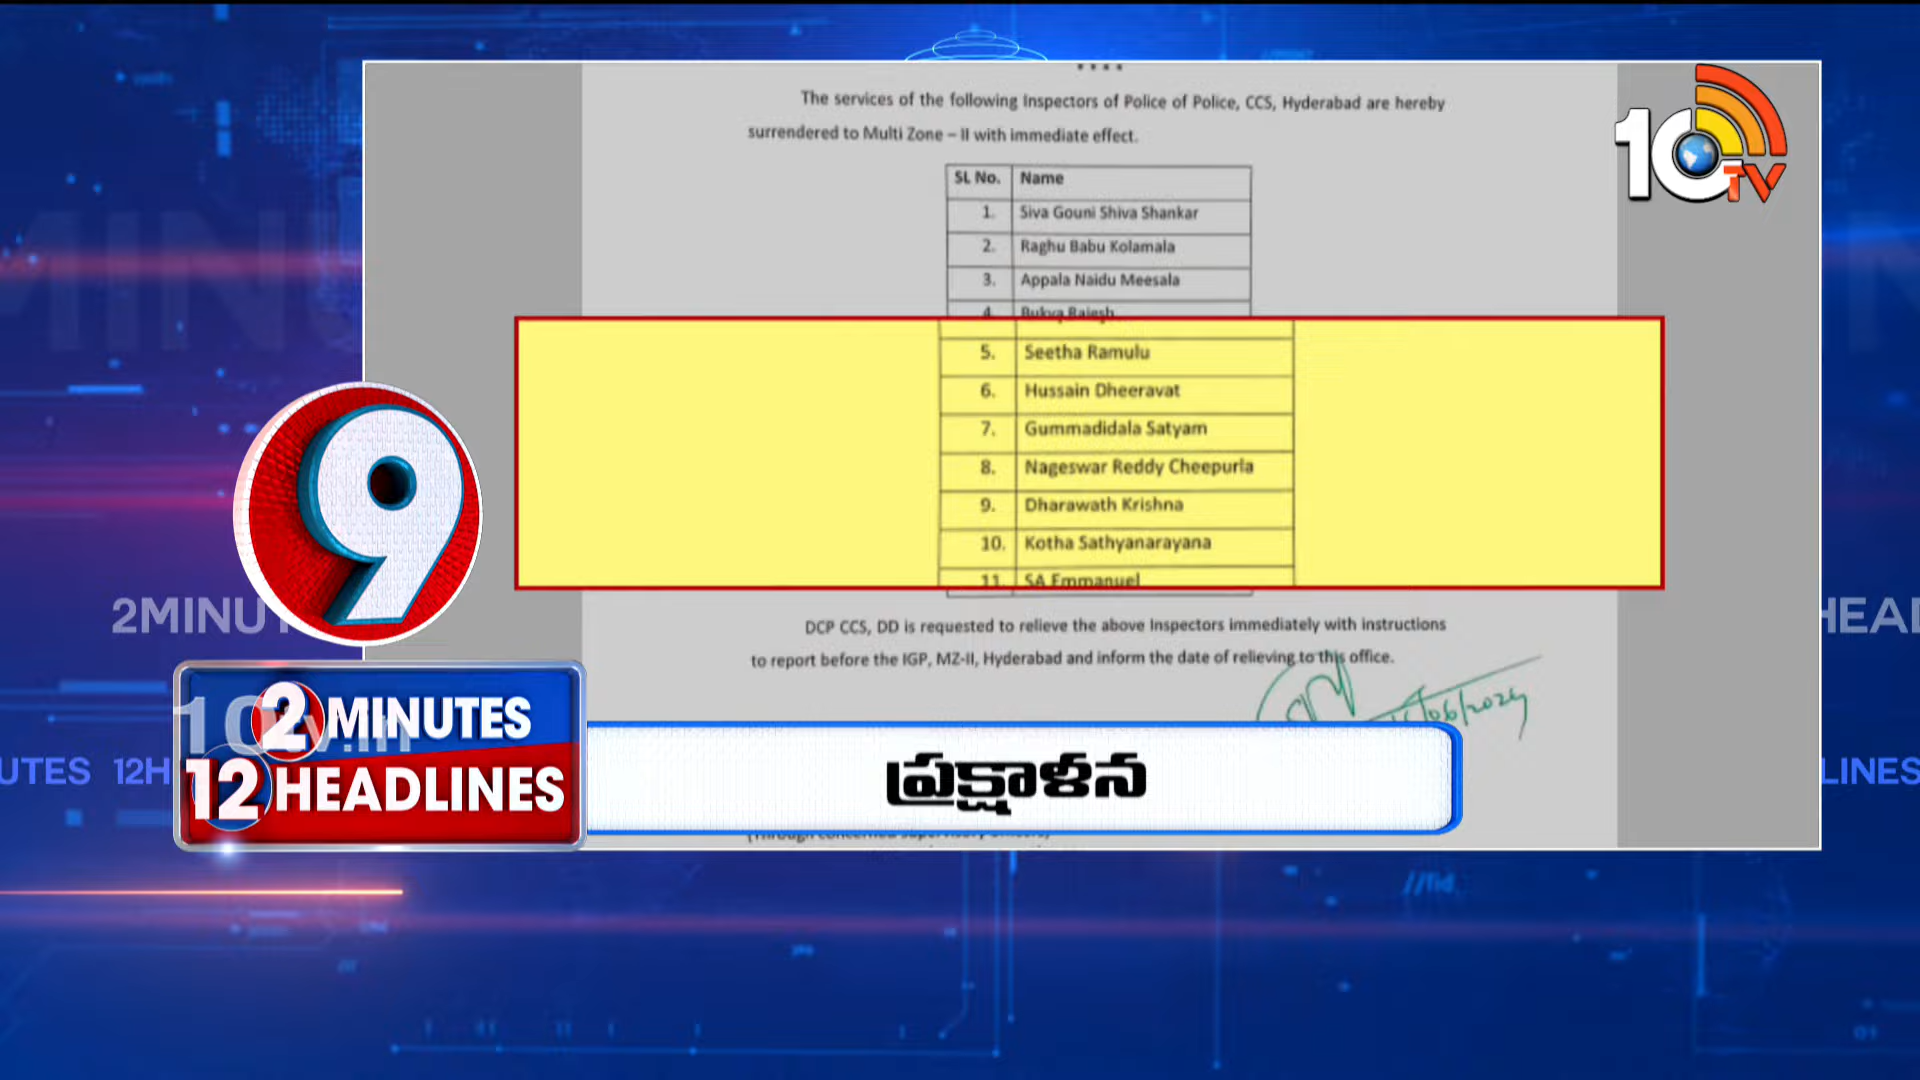 The services of the following Inspectors of Police of Police, CCS, Hyderabad are hereby
surrendered to Multi Zone – II with immediate effect.
10TV
SL No. Name
1. Siva Gouni Shiva Shankar
2. Raghu Babu Kolamala
3. Appala Naidu Meesala
4. Bukya Rajesh
5. Seetha Ramulu
6. Hussain Dheeravat
7. Gummadidala Satyam
8. Nageswar Reddy Cheepurla
9. Dharawath Krishna
10. Kotha Sathyanarayana
11. SA Emmanuel
9
DCP CCS, DD is requested to relieve the above Inspectors immediately with instructions
to report before the IGP, MZ-II, Hyderabad and inform the date of relieving to this office.
2 MINUTES
12 HEADLINES
ప్రక్షాళన
2MINU
HEAD
UTES 12H
LINES